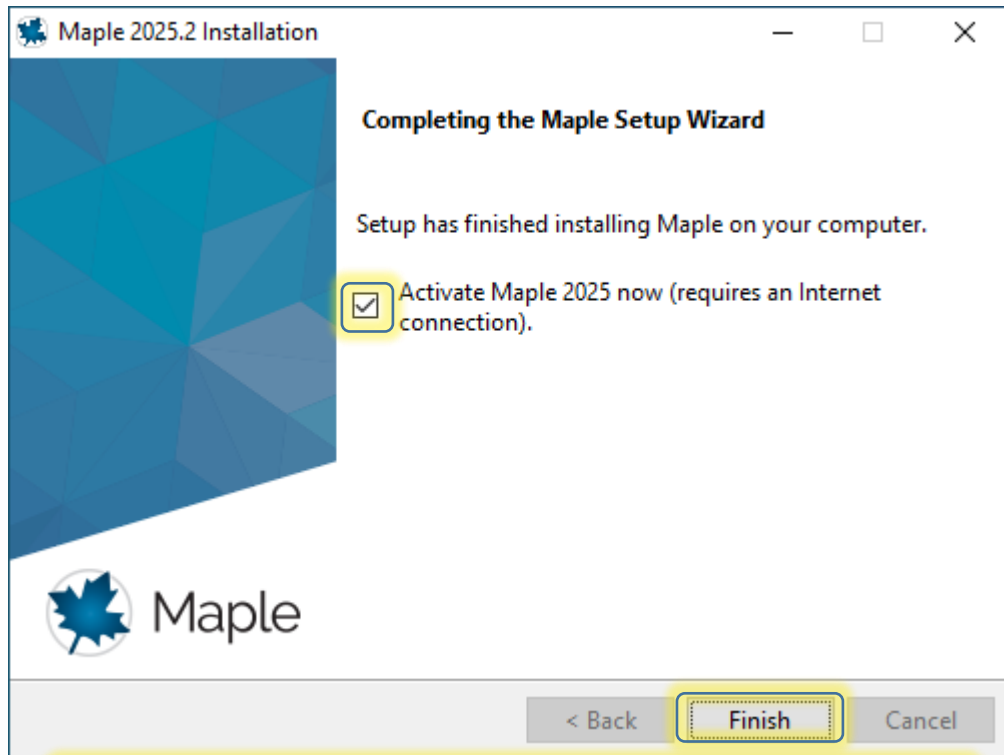 Maple 2025.2 Installation
Completing the Maple Setup Wizard
Setup has finished installing Maple on your computer.
Activate Maple 2025 now (requires an Internet
connection).
Maple
< Back Finish Cancel